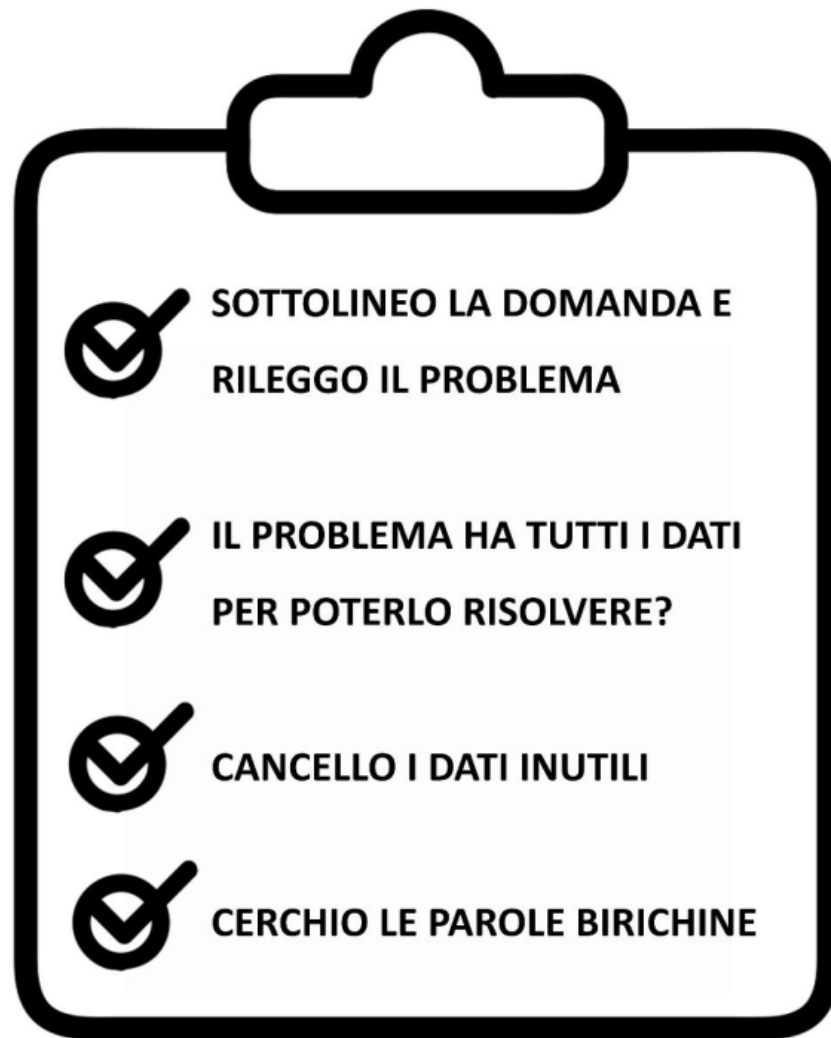 SOTTOLINEO LA DOMANDA E
RILEGGO IL PROBLEMA
IL PROBLEMA HA TUTTI I DATI
PER POTERLO RISOLVERE?
CANCELLO I DATI INUTILI
CERCHIO LE PAROLE BIRICHINE